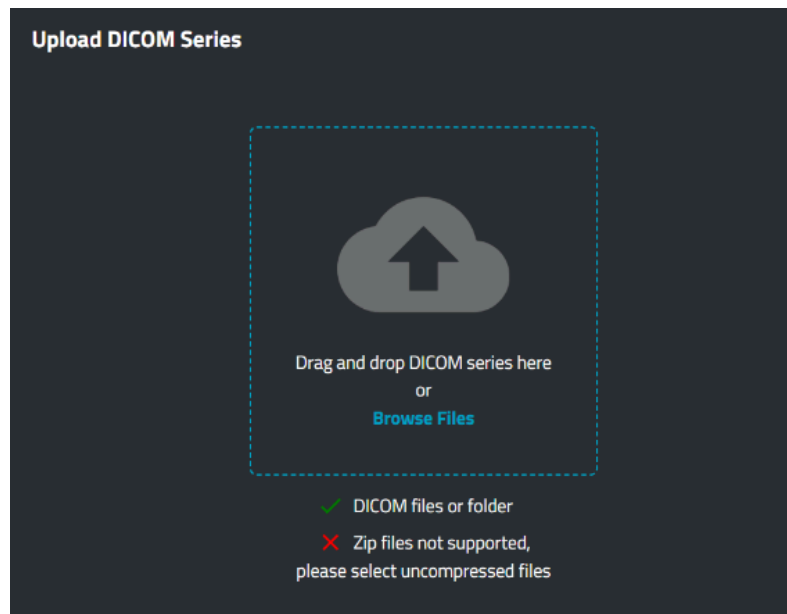 Upload DICOM Series
Drag and drop DICOM series here
or
Browse Files
DICOM files or folder
Zip files not supported,
please select uncompressed files